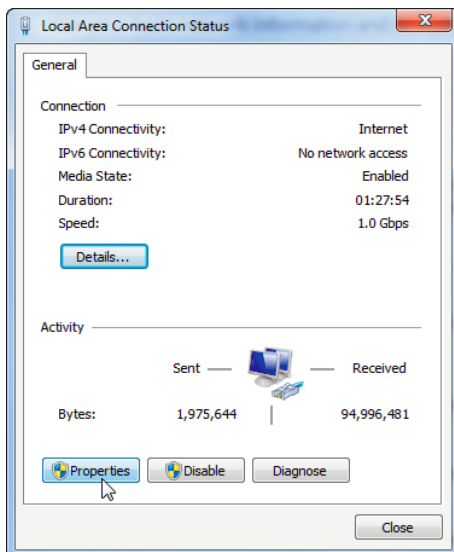 Local Area Connection Status
General
Connection
IPv4 Connectivity: Internet
IPv6 Connectivity: No network access
Media State: Enabled
Duration: 01:27:54
Speed: 1.0 Gbps
Details...
Activity
Sent Received
Bytes: 1,975,644 94,996,481
Properties Disable Diagnose
Close